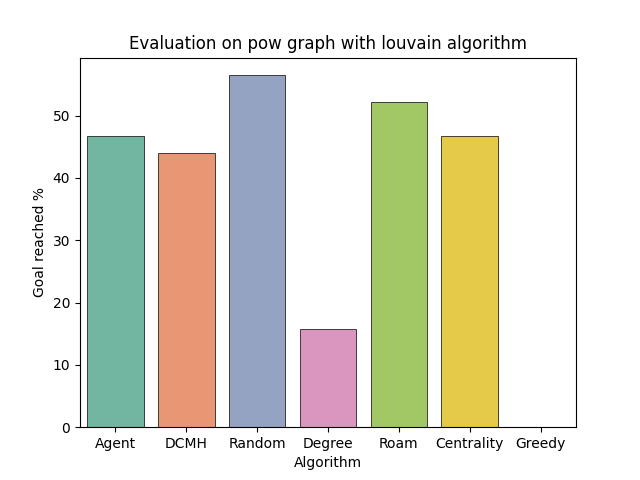 Evaluation on pow graph with louvain algorithm
Goal reached %
50
40
30
20
10
0
Agent DCMH Random Degree Roam Centrality Greedy
Algorithm